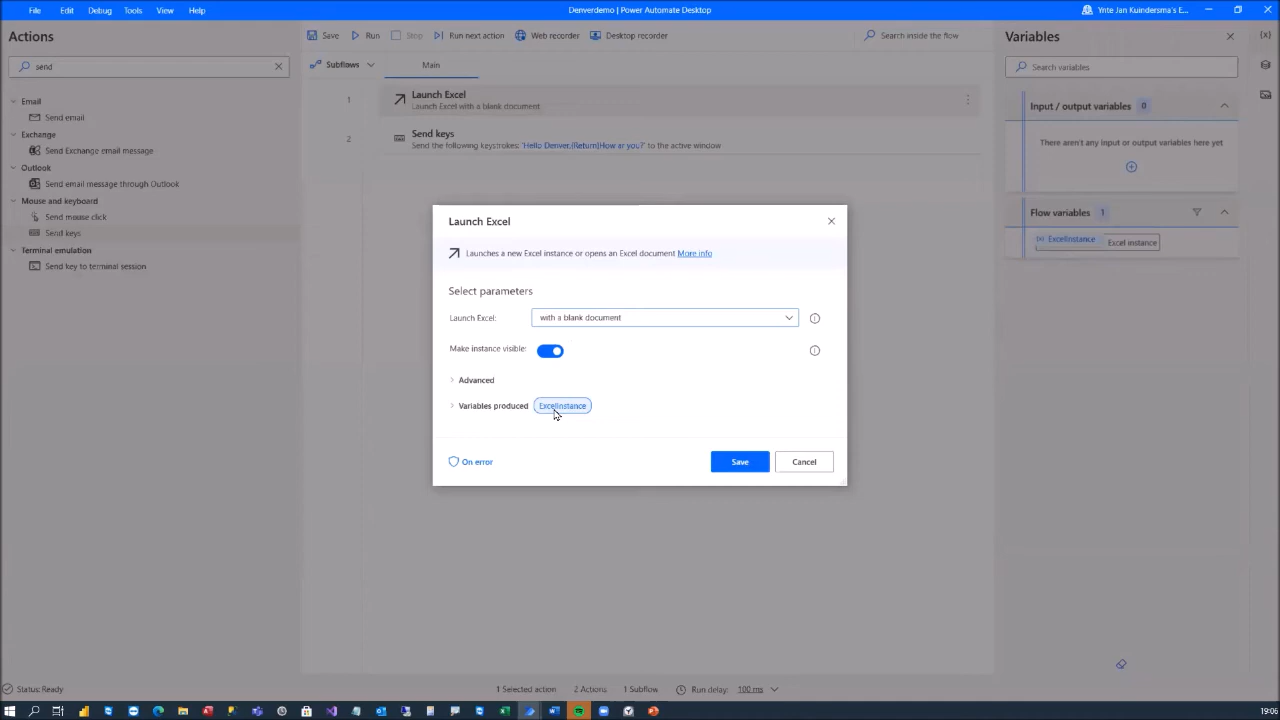 File Edit Debug Tools View Help
Denverdemo | Power Automate Desktop
Ynte Jan Kuindersma's E...
Actions
send
Email
Send email
Exchange
Send Exchange email message
Outlook
Send email message through Outlook
Mouse and keyboard
Send mouse click
Send keys
Terminal emulation
Send key to terminal session
Save Run Stop Run next action Web recorder Desktop recorder
Search inside the flow
Subflows Main
1 Launch Excel
Launch Excel with a blank document
2 Send keys
Send the following keystrokes: 'Hello Denver,{Return}How ar you?' to the active window
Launch Excel
Launches a new Excel instance or opens an Excel document More info
Select parameters
Launch Excel: with a blank document
Make instance visible:
Advanced
Variables produced ExcelInstance
On error Save Cancel
Variables {x}
Search variables
Input / output variables 0
There aren't any input or output variables here yet
Flow variables 1
(x) ExcelInstance Excel instance
Status: Ready 1 Selected action 2 Actions 1 Subflow Run delay: 100 ms
19:06